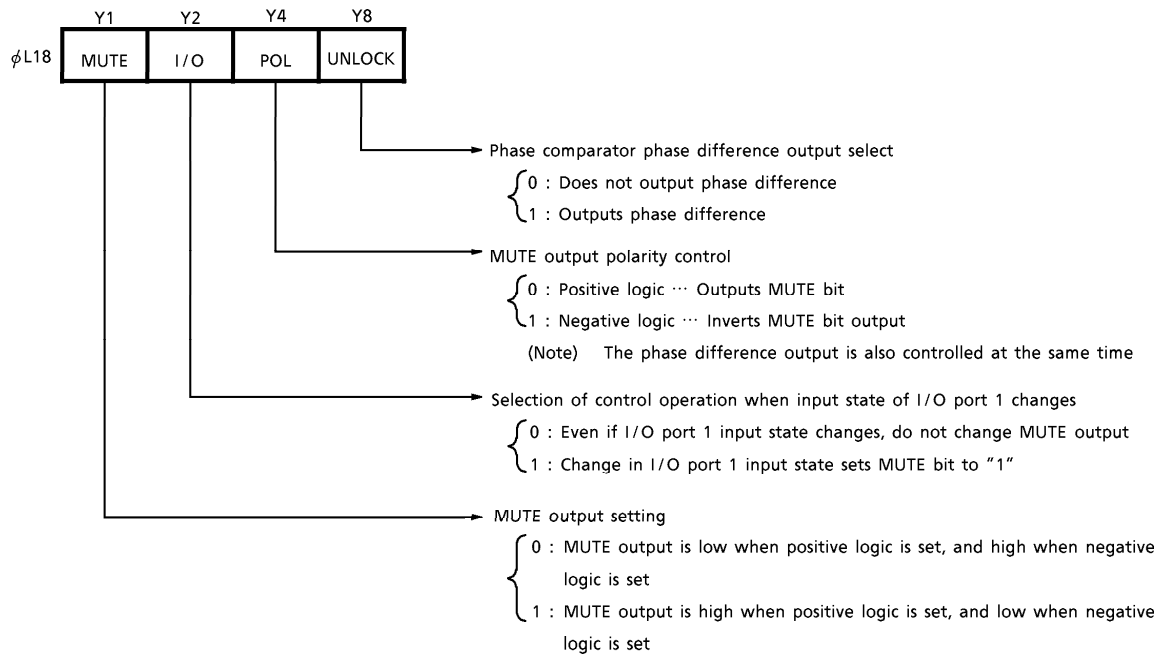 Y1 Y2 Y4 Y8
ϕL18 MUTE I/O POL UNLOCK
Phase comparator phase difference output select
0 : Does not output phase difference
1 : Outputs phase difference
MUTE output polarity control
0 : Positive logic ··· Outputs MUTE bit
1 : Negative logic ··· Inverts MUTE bit output
(Note) The phase difference output is also controlled at the same time
Selection of control operation when input state of I/O port 1 changes
0 : Even if I/O port 1 input state changes, do not change MUTE output
1 : Change in I/O port 1 input state sets MUTE bit to "1"
MUTE output setting
0 : MUTE output is low when positive logic is set, and high when negative
logic is set
1 : MUTE output is high when positive logic is set, and low when negative
logic is set